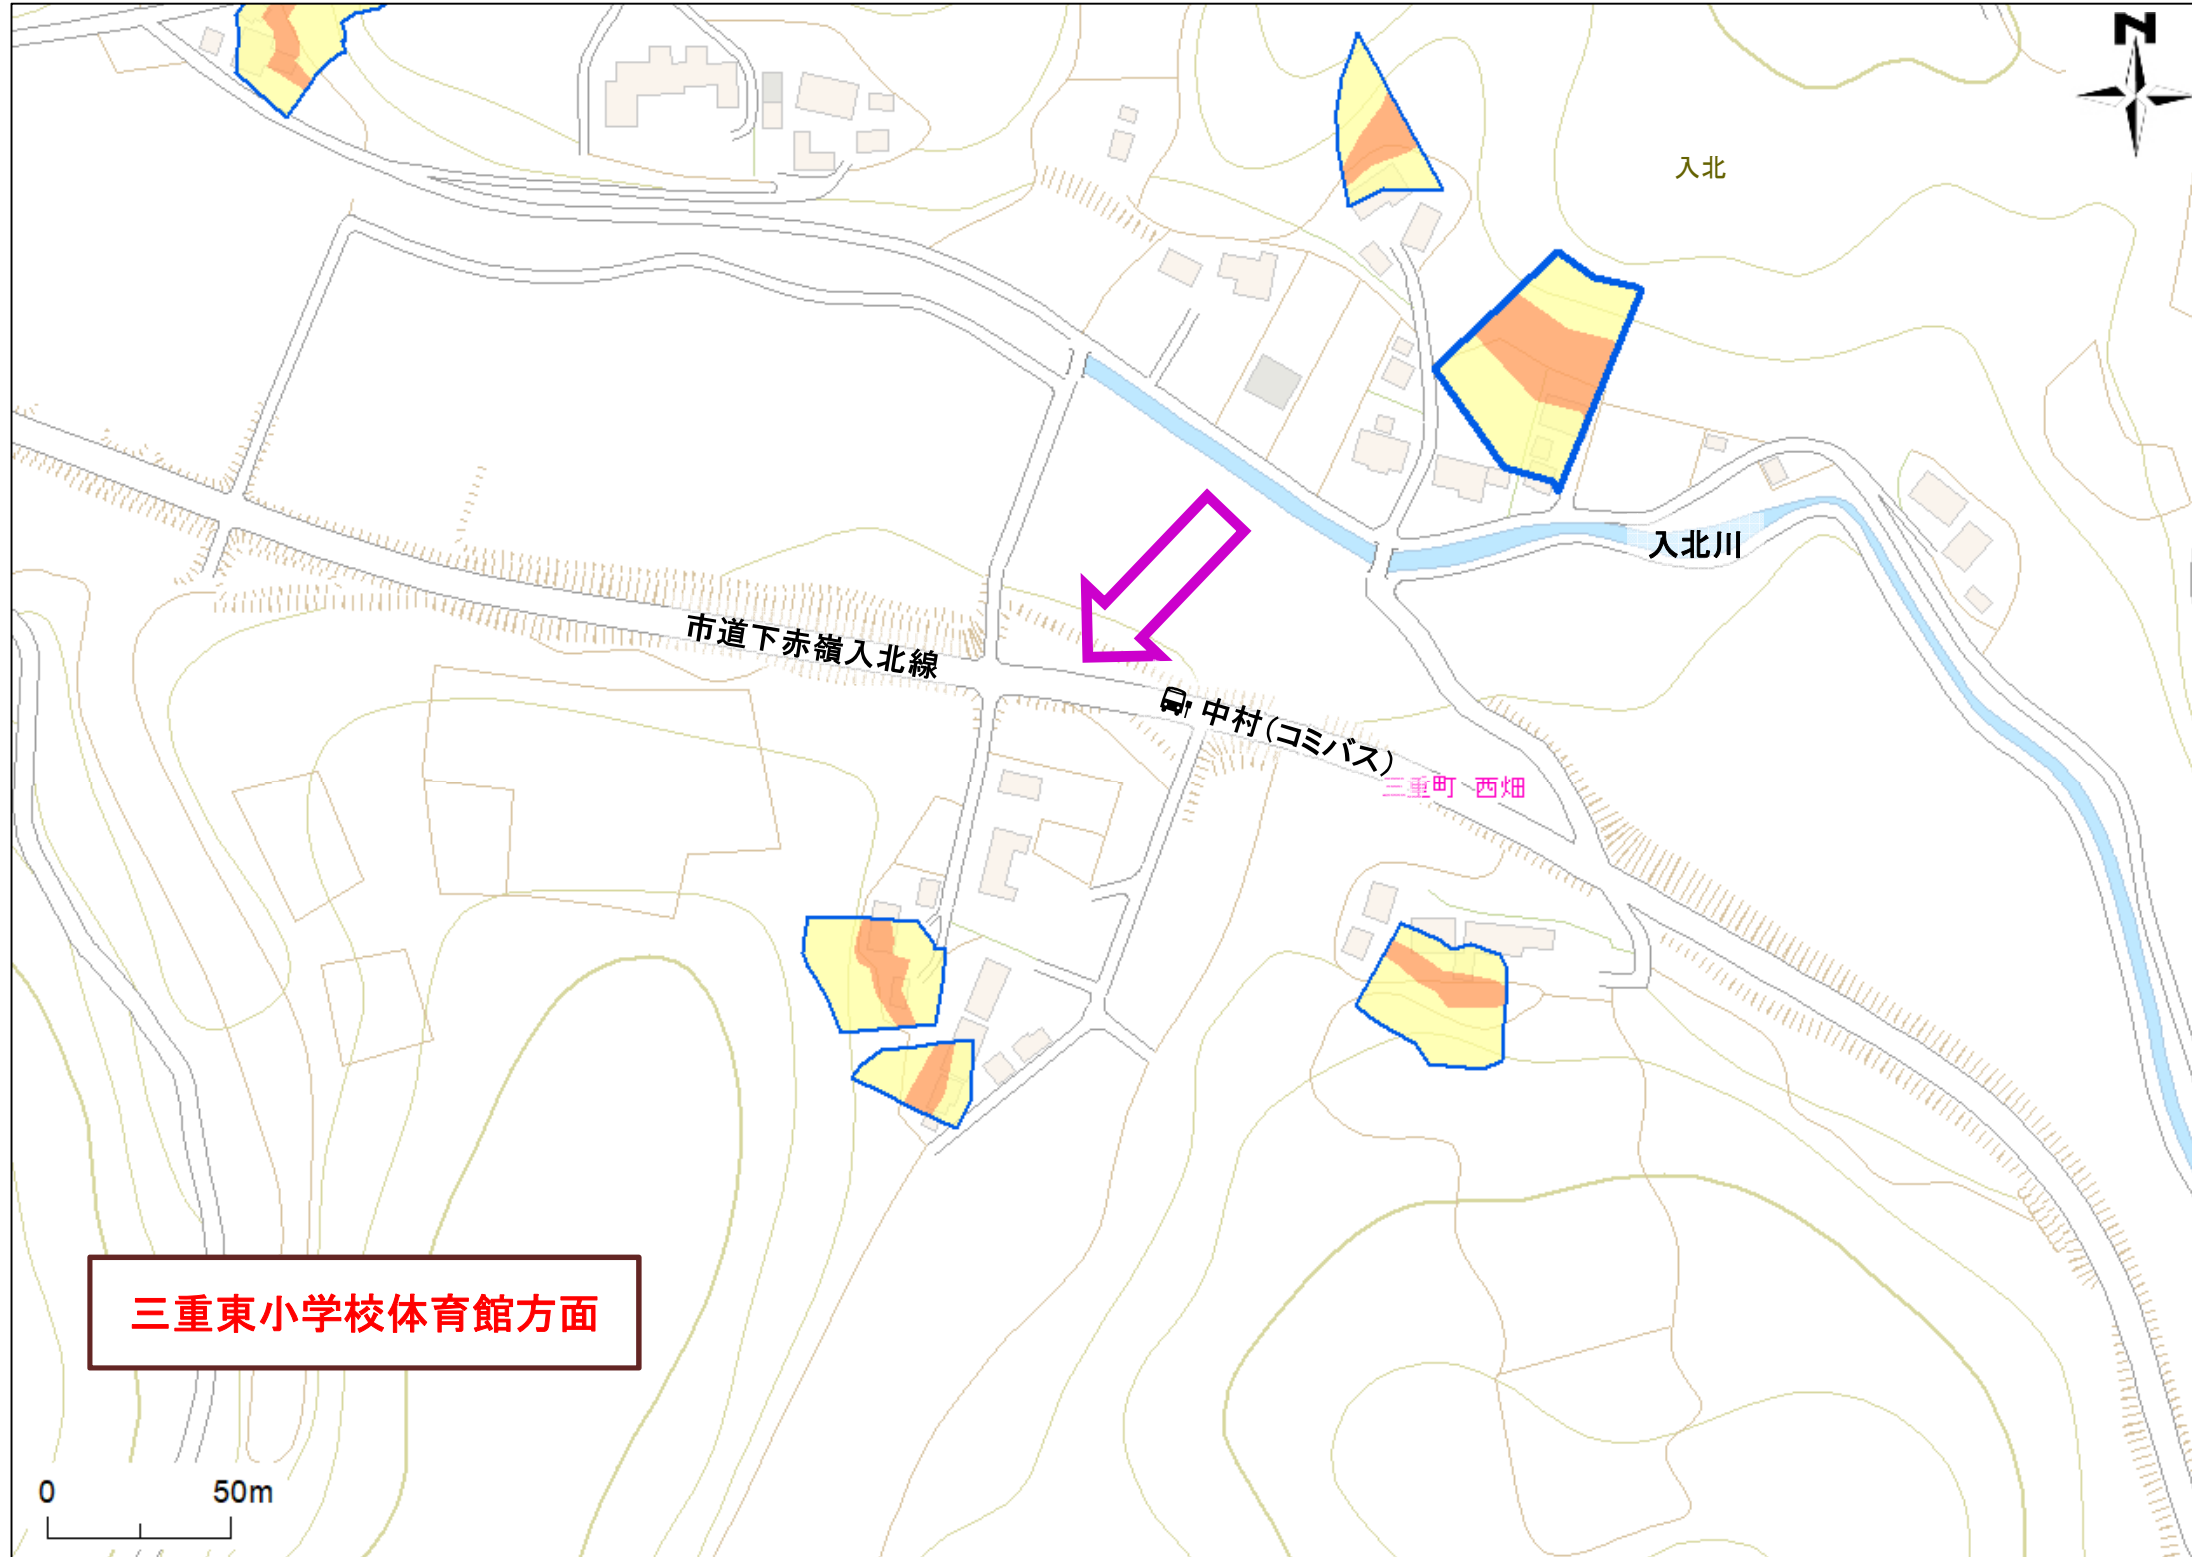 N
入北
入北川
市道下赤嶺入北線
中村（コミバス）
三重町 西畑
三重東小学校体育館方面
0 50m